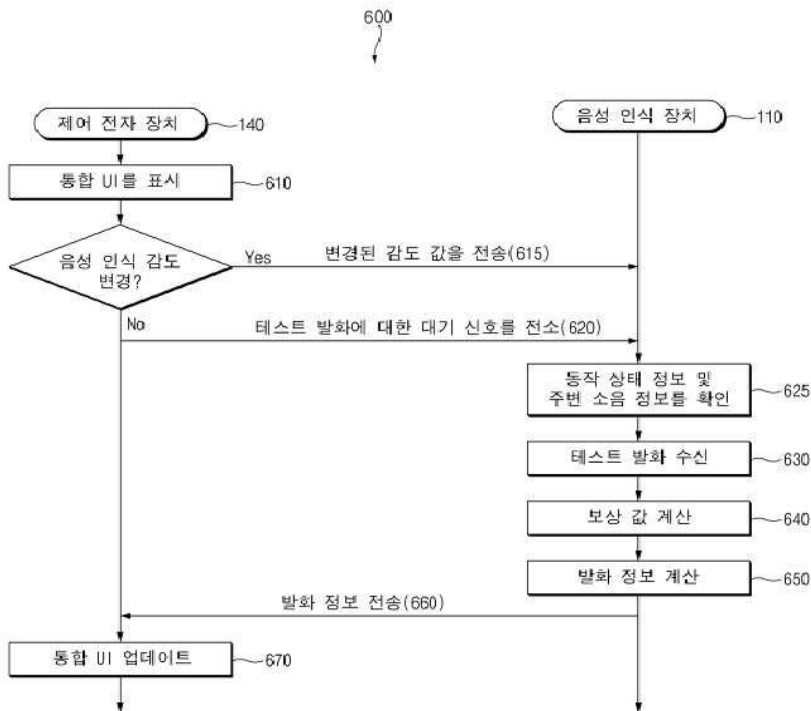 600
제어 전자 장치
140
음성 인식 장치
110
통합 UI를 표시
610
음성 인식 감도
변경?
Yes
변경된 감도 값을 전송(615)
No
테스트 발화에 대한 대기 신호를 전소(620)
동작 상태 정보 및
주변 소음 정보를 확인
625
테스트 발화 수신
630
보상 값 계산
640
발화 정보 계산
650
발화 정보 전송(660)
통합 UI 업데이트
670